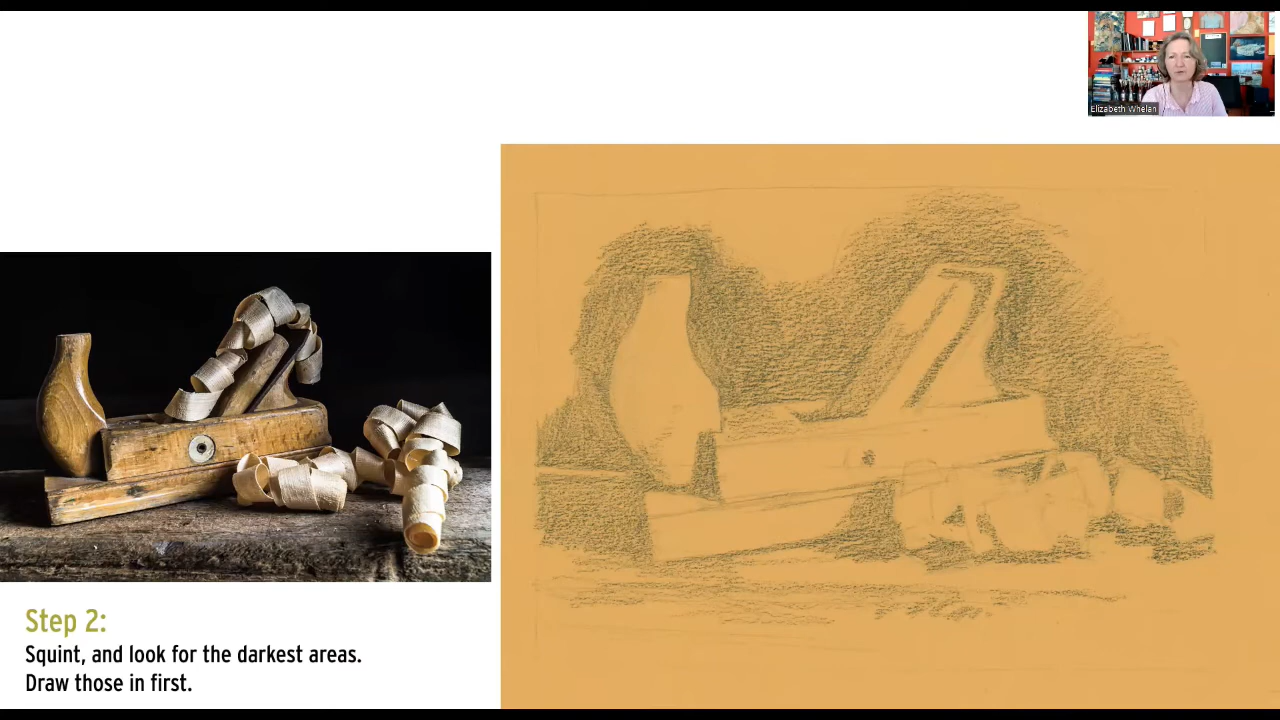 Elizabeth Whelan
Step 2:
Squint, and look for the darkest areas.
Draw those in first.